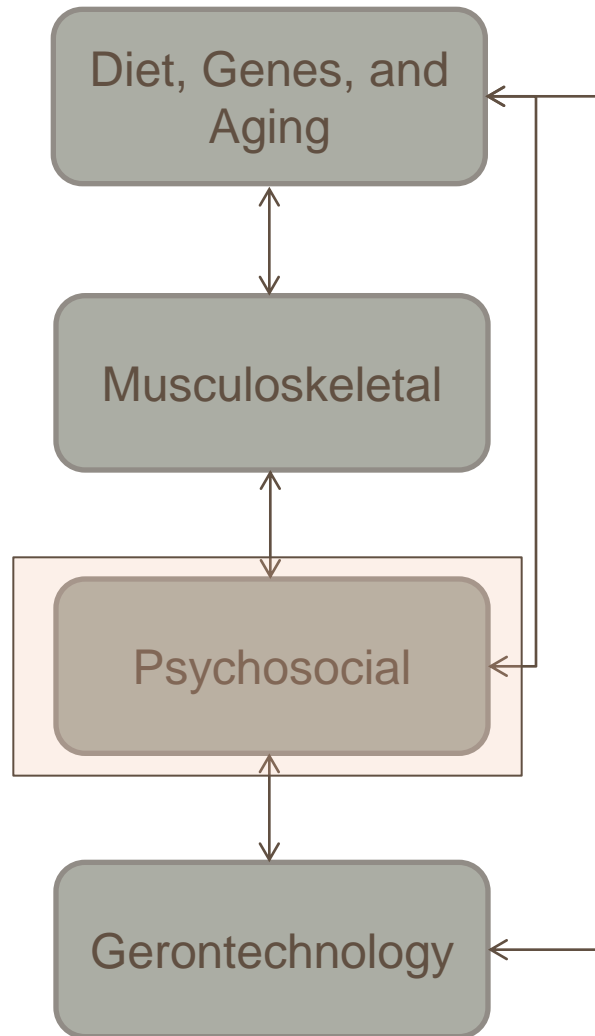 Diet, Genes, and
Aging
Musculoskeletal
Psychosocial
Gerontechnology